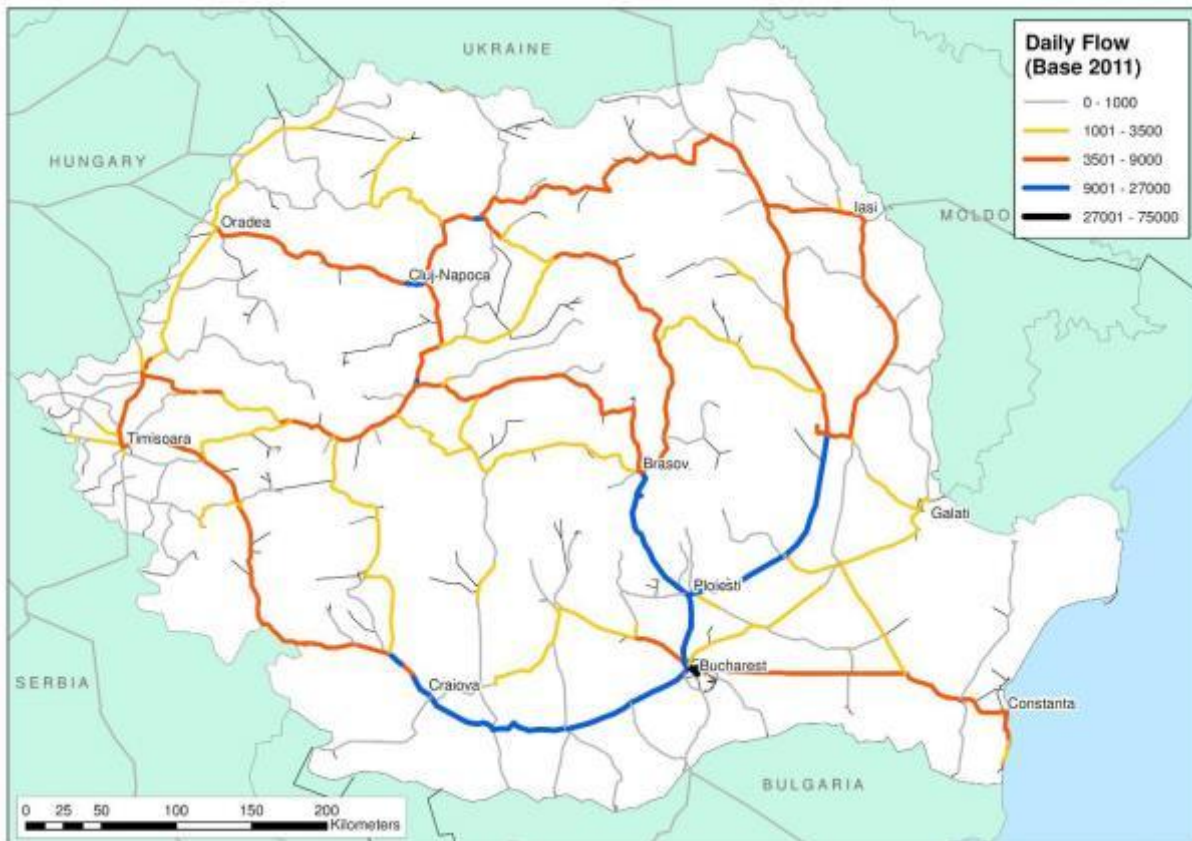 UKRAINE
Daily Flow
(Base 2011)
0 - 1000
1001 - 3500
3501 - 9000
9001 - 27000
27001 - 75000
HUNGARY
Oradea
Iasi
MOLDO
Cluj-Napoca
Timisoara
Brasov
Galati
Ploiesti
Bucharest
SERBIA
Craiova
Constanta
BULGARIA
0 25 50 100 150 200
Kilometers